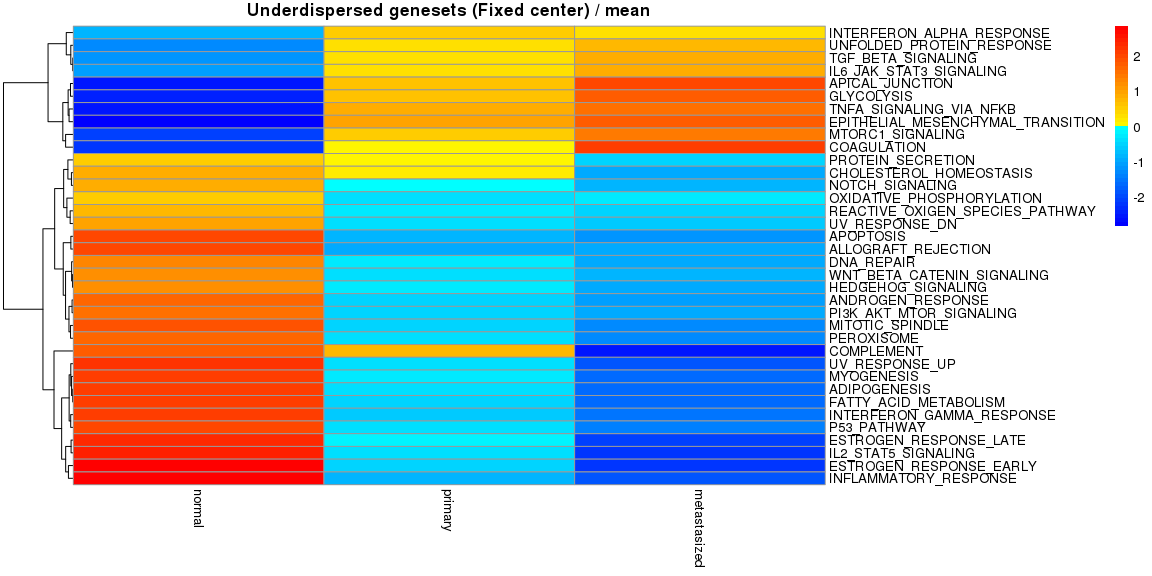 Underdispersed genesets (Fixed center) / mean
INTERFERON_ALPHA_RESPONSE
UNFOLDED_PROTEIN_RESPONSE
TGF_BETA_SIGNALING
IL6_JAK_STAT3_SIGNALING
APICAL_JUNCTION
GLYCOLYSIS
TNFA_SIGNALING_VIA_NFKB
EPITHELIAL_MESENCHYMAL_TRANSITION
MTORC1_SIGNALING
COAGULATION
PROTEIN_SECRETION
CHOLESTEROL_HOMEOSTASIS
NOTCH_SIGNALING
OXIDATIVE_PHOSPHORYLATION
REACTIVE_OXIGEN_SPECIES_PATHWAY
UV_RESPONSE_DN
APOPTOSIS
ALLOGRAFT_REJECTION
DNA_REPAIR
WNT_BETA_CATENIN_SIGNALING
HEDGEHOG_SIGNALING
ANDROGEN_RESPONSE
PI3K_AKT_MTOR_SIGNALING
MITOTIC_SPINDLE
PEROXISOME
COMPLEMENT
UV_RESPONSE_UP
MYOGENESIS
ADIPOGENESIS
FATTY_ACID_METABOLISM
INTERFERON_GAMMA_RESPONSE
P53_PATHWAY
ESTROGEN_RESPONSE_LATE
IL2_STAT5_SIGNALING
ESTROGEN_RESPONSE_EARLY
INFLAMMATORY_RESPONSE
2
1
0
-1
-2
normal
primary
metastasized